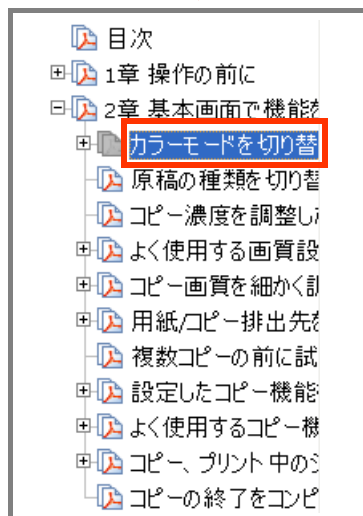 目次
1章 操作の前に
2章 基本画面で機能を
カラーモードを切り替
原稿の種類を切り替
コピー濃度を調整し
よく使用する画質設
コピー画質を細かく
用紙/コピー排出先を
複数コピーの前に試
設定したコピー機能
よく使用するコピー機
コピー、プリント中の
コピーの終了をコンピ